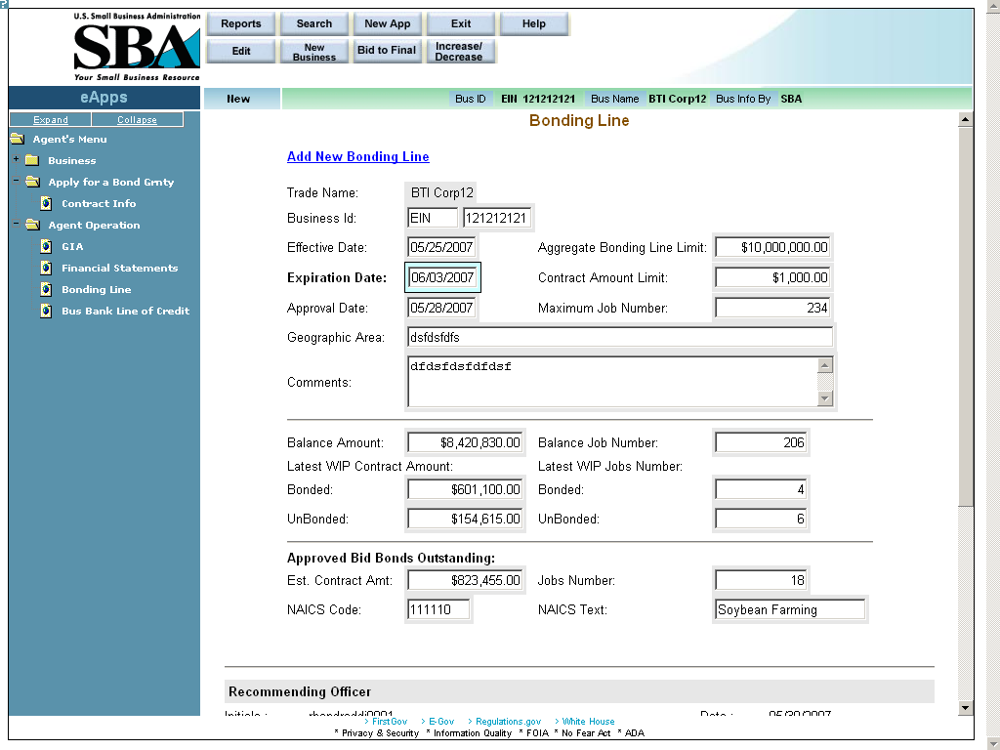 U.S. Small Business Administration
SBA
Your Small Business Resource
Reports Search New App Exit Help
Edit New Business Bid to Final Increase/ Decrease
eApps
New Bus ID EIN 121212121 Bus Name BTI Corp12 Bus Info By SBA
Expand Collapse
Agent's Menu
Business
Apply for a Bond Grnty
Contract Info
Agent Operation
GIA
Financial Statements
Bonding Line
Bus Bank Line of Credit
Bonding Line
Add New Bonding Line
Trade Name: BTI Corp12
Business Id: EIN 121212121
Effective Date: 05/25/2007 Aggregate Bonding Line Limit: $10,000,000.00
Expiration Date: 06/03/2007 Contract Amount Limit: $1,000.00
Approval Date: 05/28/2007 Maximum Job Number: 234
Geographic Area: dsfdsfdfs
Comments: dfdsfdsfdfdsf
Balance Amount: $8,420,830.00 Balance Job Number: 206
Latest WIP Contract Amount: Latest WIP Jobs Number:
Bonded: $601,100.00 Bonded: 4
UnBonded: $154,615.00 UnBonded: 6
Approved Bid Bonds Outstanding:
Est. Contract Amt: $823,455.00 Jobs Number: 18
NAICS Code: 111110 NAICS Text: Soybean Farming
Recommending Officer
Initials : Date : 05/30/2007
> FirstGov > E-Gov > Regulations.gov > White House
* Privacy & Security * Information Quality * FOIA * No Fear Act * ADA